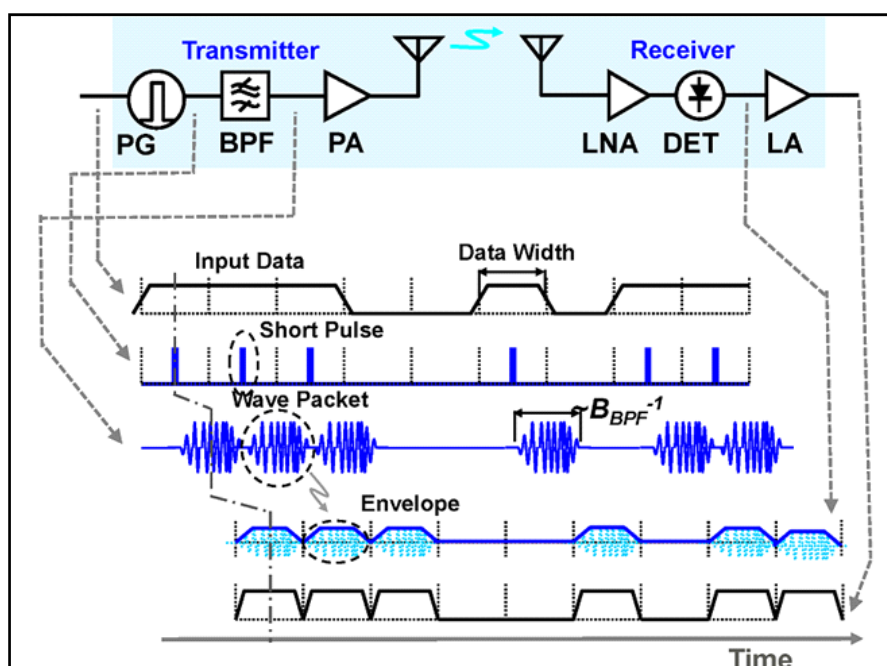 Transmitter
Receiver
PG
BPF
PA
LNA
DET
LA
Input Data
Data Width
Short Pulse
Wave Packet
~B_BPF^-1
Envelope
Time